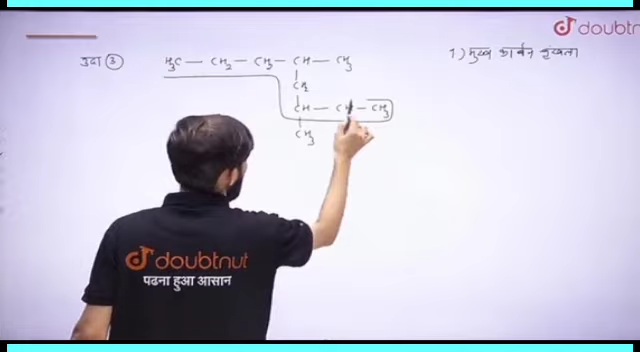 doubtnut
उदा ③ H₃C — CH₂ — CH₂ — CH — CH₃
1) मुख्य कार्बन श्रृंखला
|
CH₂
|
CH — CH — CH₃
|
CH₃
doubtnut
पढना हुआ आसान